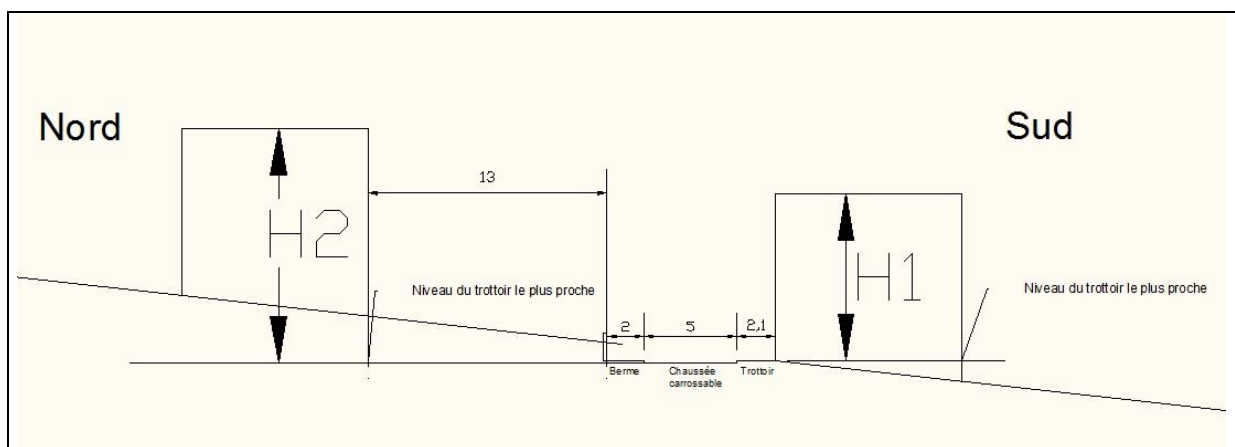 Nord
Sud
13
H2
H1
Niveau du trottoir le plus proche
Niveau du trottoir le plus proche
2
5
2,1
Berme
Chaussée
carrossable
Trottoir